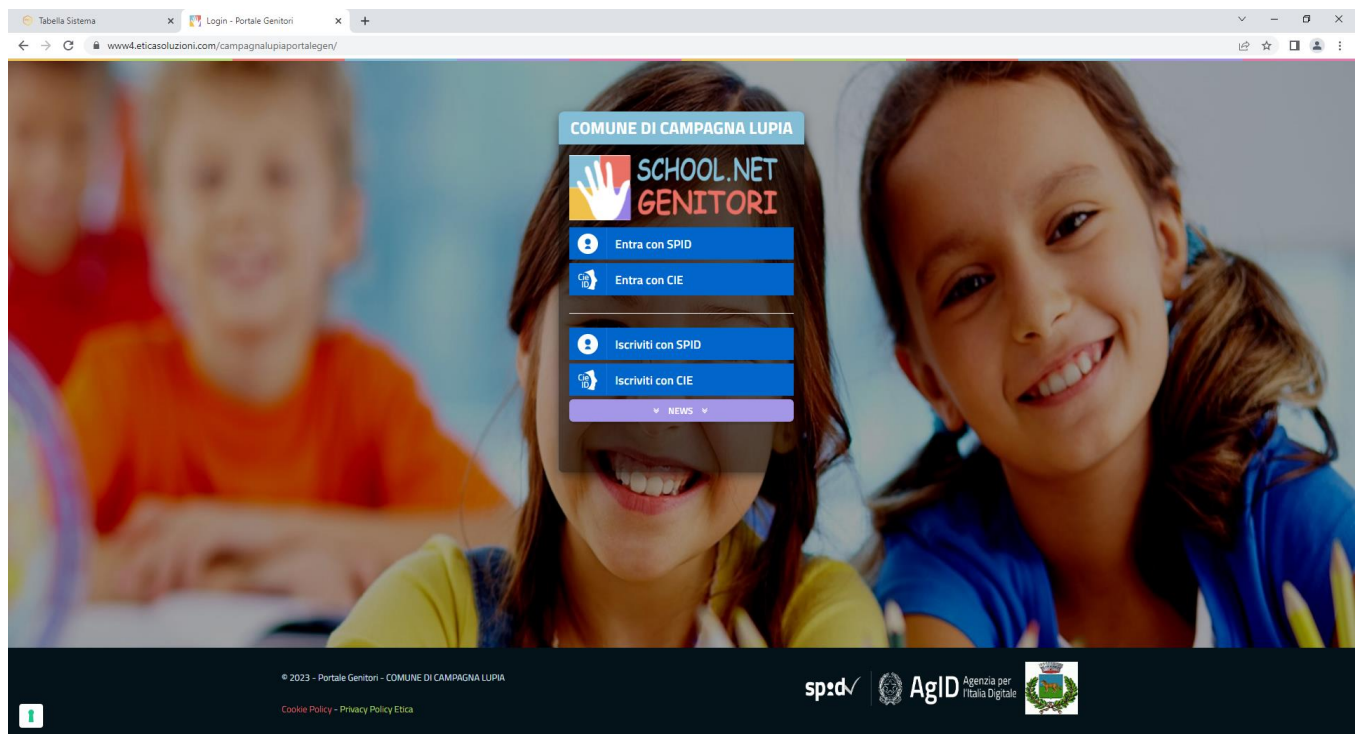 Tabella Sistema
Login - Portale Genitori
www4.eticasoluzioni.com/campagnalupiaportalegen/
COMUNE DI CAMPAGNA LUPIA
SCHOOL.NET
GENITORI
Entra con SPID
Entra con CIE
Iscriviti con SPID
Iscriviti con CIE
NEWS
© 2023 - Portale Genitori - COMUNE DI CAMPAGNA LUPIA
Cookie Policy - Privacy Policy Etica
sp:d
AgID Agenzia per
l'Italia Digitale